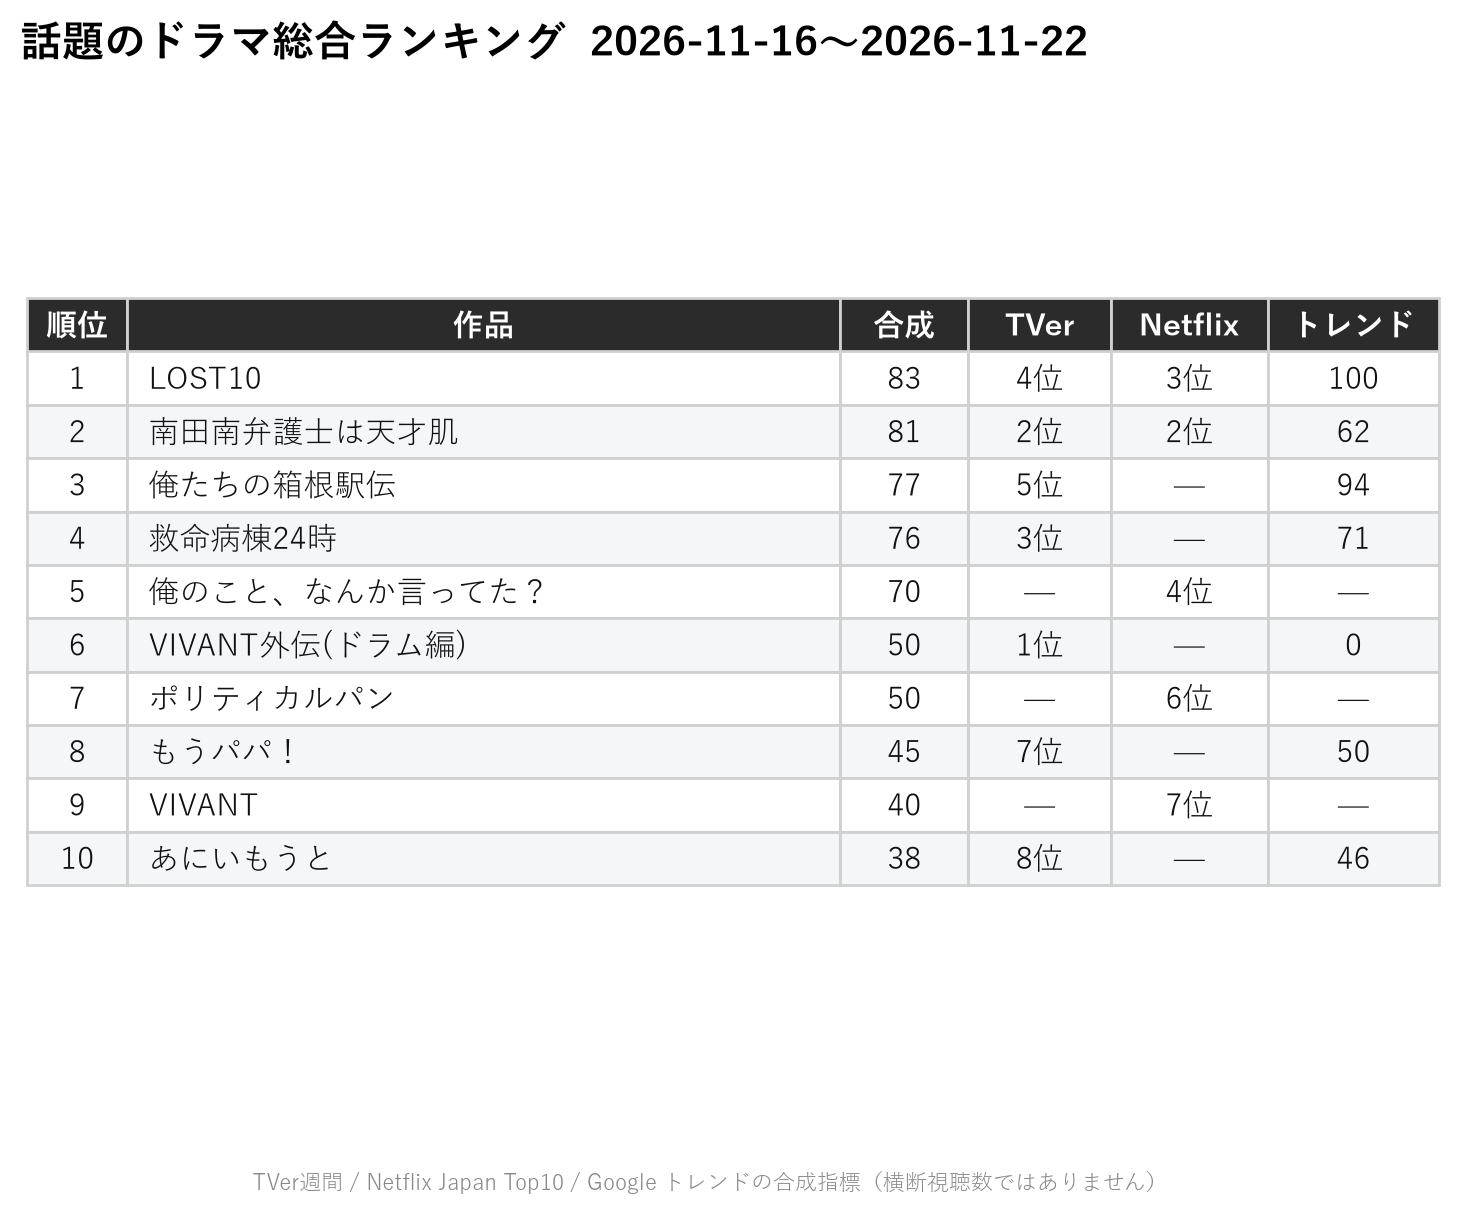 話題のドラマ総合ランキング 2026-11-16～2026-11-22
順位 作品 合成 TVer Netflix トレンド
1 LOST10 83 4位 3位 100
2 南田南弁護士は天才肌 81 2位 2位 62
3 俺たちの箱根駅伝 77 5位 — 94
4 救命病棟24時 76 3位 — 71
5 俺のこと、なんか言ってた？ 70 — 4位 —
6 VIVANT外伝(ドラム編) 50 1位 — 0
7 ポリティカルパン 50 — 6位 —
8 もうパパ！ 45 7位 — 50
9 VIVANT 40 — 7位 —
10 あにいもうと 38 8位 — 46
TVer週間 / Netflix Japan Top10 / Google トレンドの合成指標（横断視聴数ではありません）